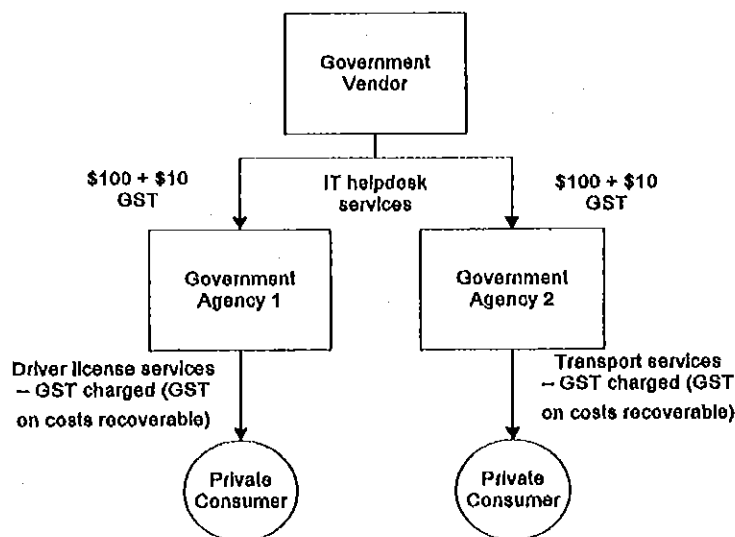 Government
Vendor
$100 + $10
GST
IT helpdesk
services
$100 + $10
GST
Government
Agency 1
Government
Agency 2
Driver license services
– GST charged (GST
on costs recoverable)
Transport services
– GST charged (GST
on costs recoverable)
Private
Consumer
Private
Consumer